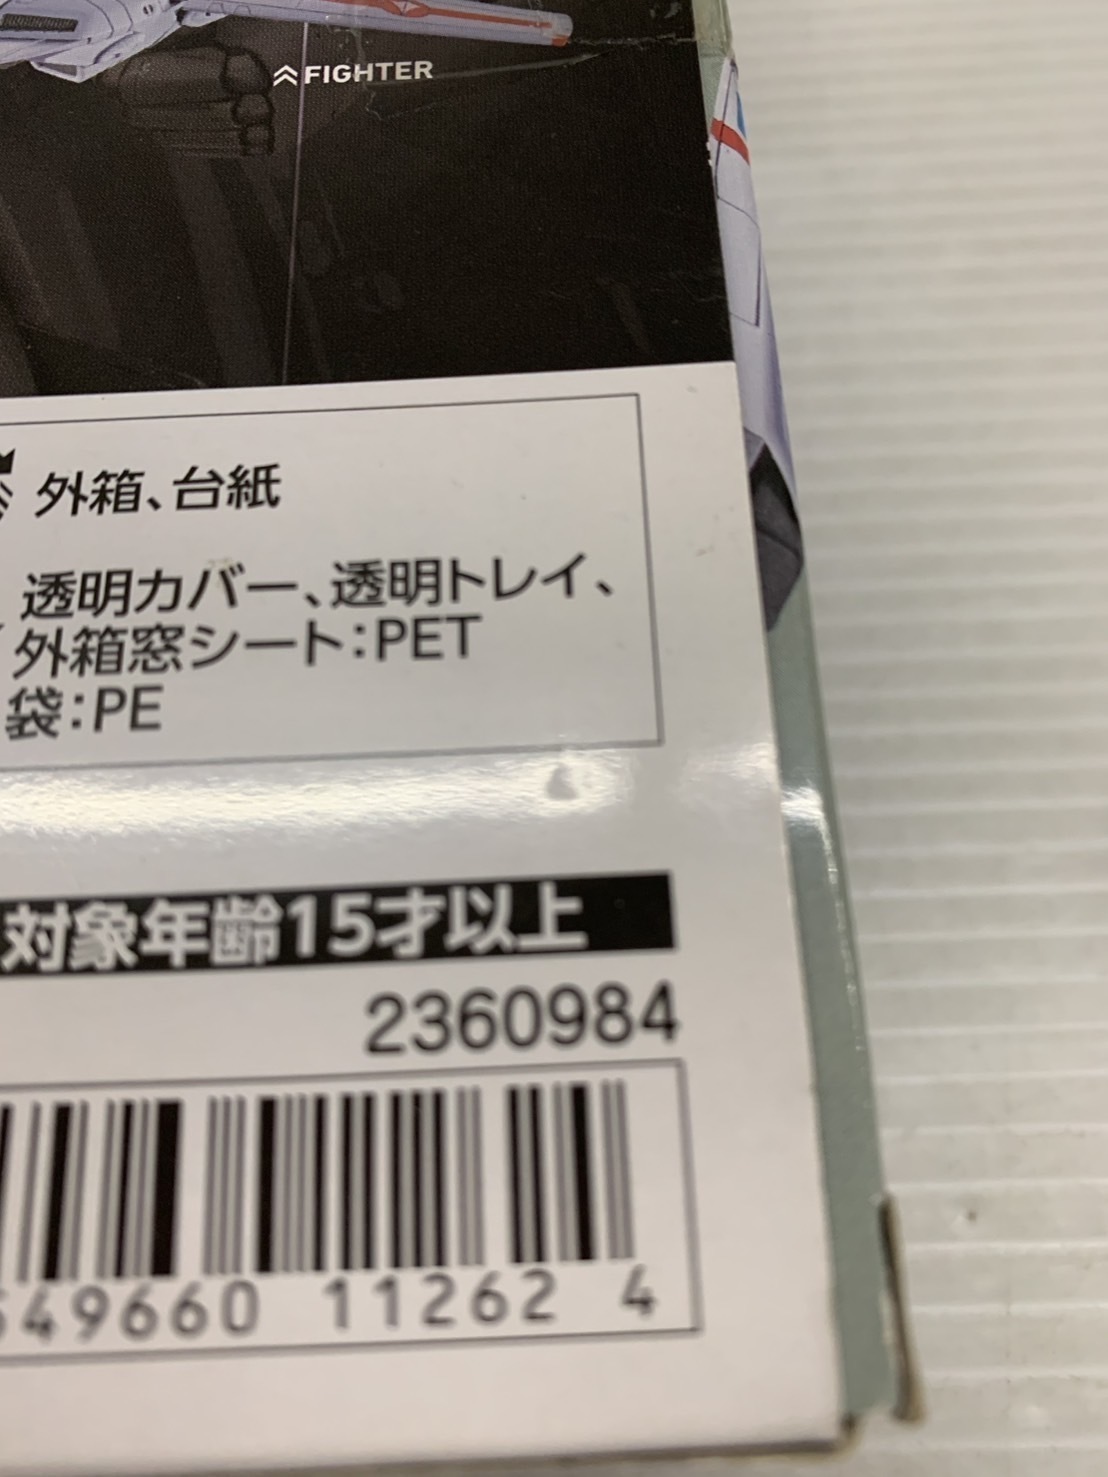 FIGHTER
外箱、台紙
透明カバー、透明トレイ、
外箱窓シート:PET
袋:PE
対象年齢15才以上
2360984
549660 11262 4